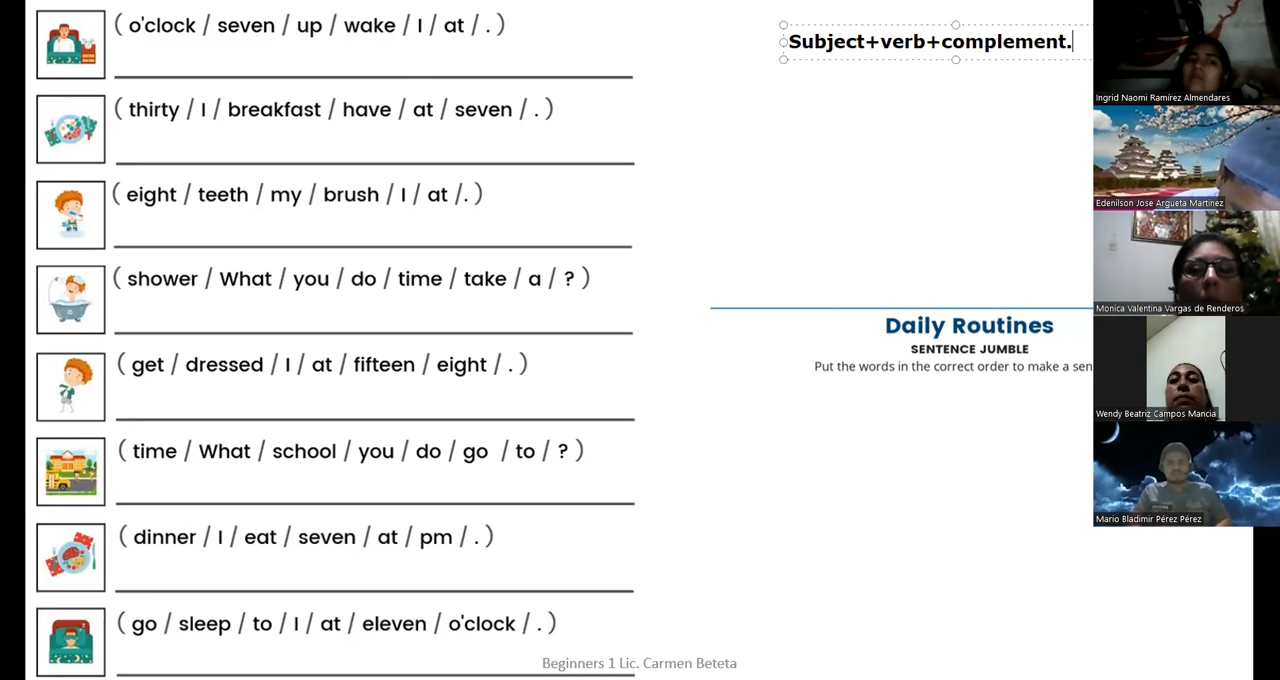 ( o'clock / seven / up / wake / I / at / . )
( thirty / I / breakfast / have / at / seven / . )
( eight / teeth / my / brush / I / at /. )
( shower / What / you / do / time / take / a / ? )
( get / dressed / I / at / fifteen / eight / . )
( time / What / school / you / do / go / to / ? )
( dinner / I / eat / seven / at / pm / . )
( go / sleep / to / I / at / eleven / o'clock / . )
Subject+verb+complement.
Daily Routines
SENTENCE JUMBLE
Put the words in the correct order to make a sen
Beginners 1 Lic. Carmen Beteta
Ingrid Naomi Ramírez Almendares
Edenilson Jose Argueta Martinez
Monica Valentina Vargas de Renderos
Wendy Beatriz Campos Mancia
Mario Bladimir Pérez Pérez